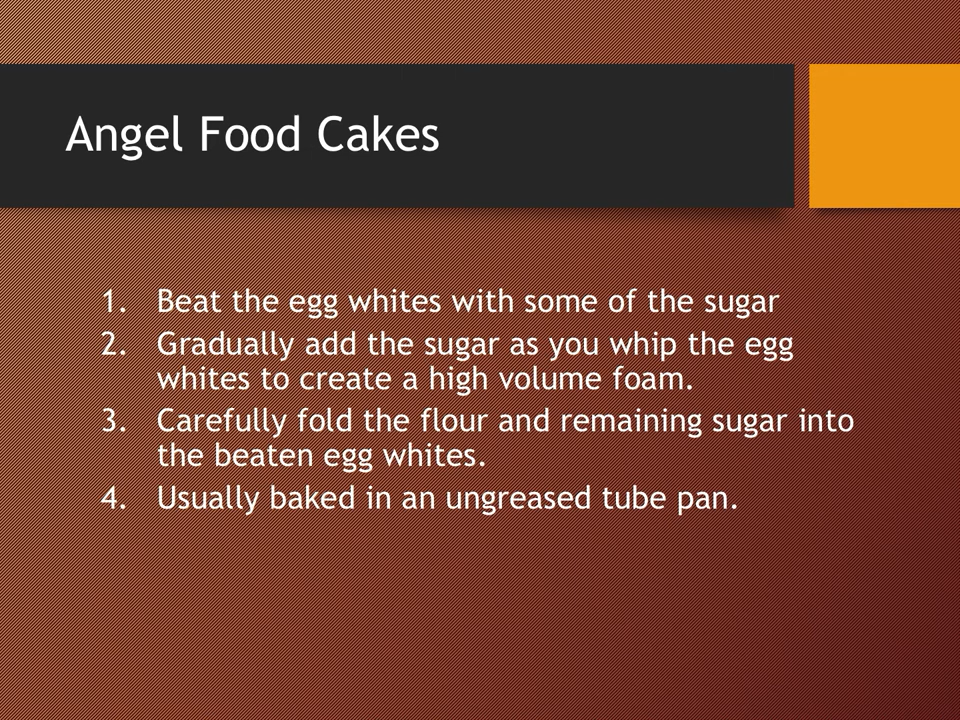 Angel Food Cakes
1. Beat the egg whites with some of the sugar
2. Gradually add the sugar as you whip the egg
whites to create a high volume foam.
3. Carefully fold the flour and remaining sugar into
the beaten egg whites.
4. Usually baked in an ungreased tube pan.